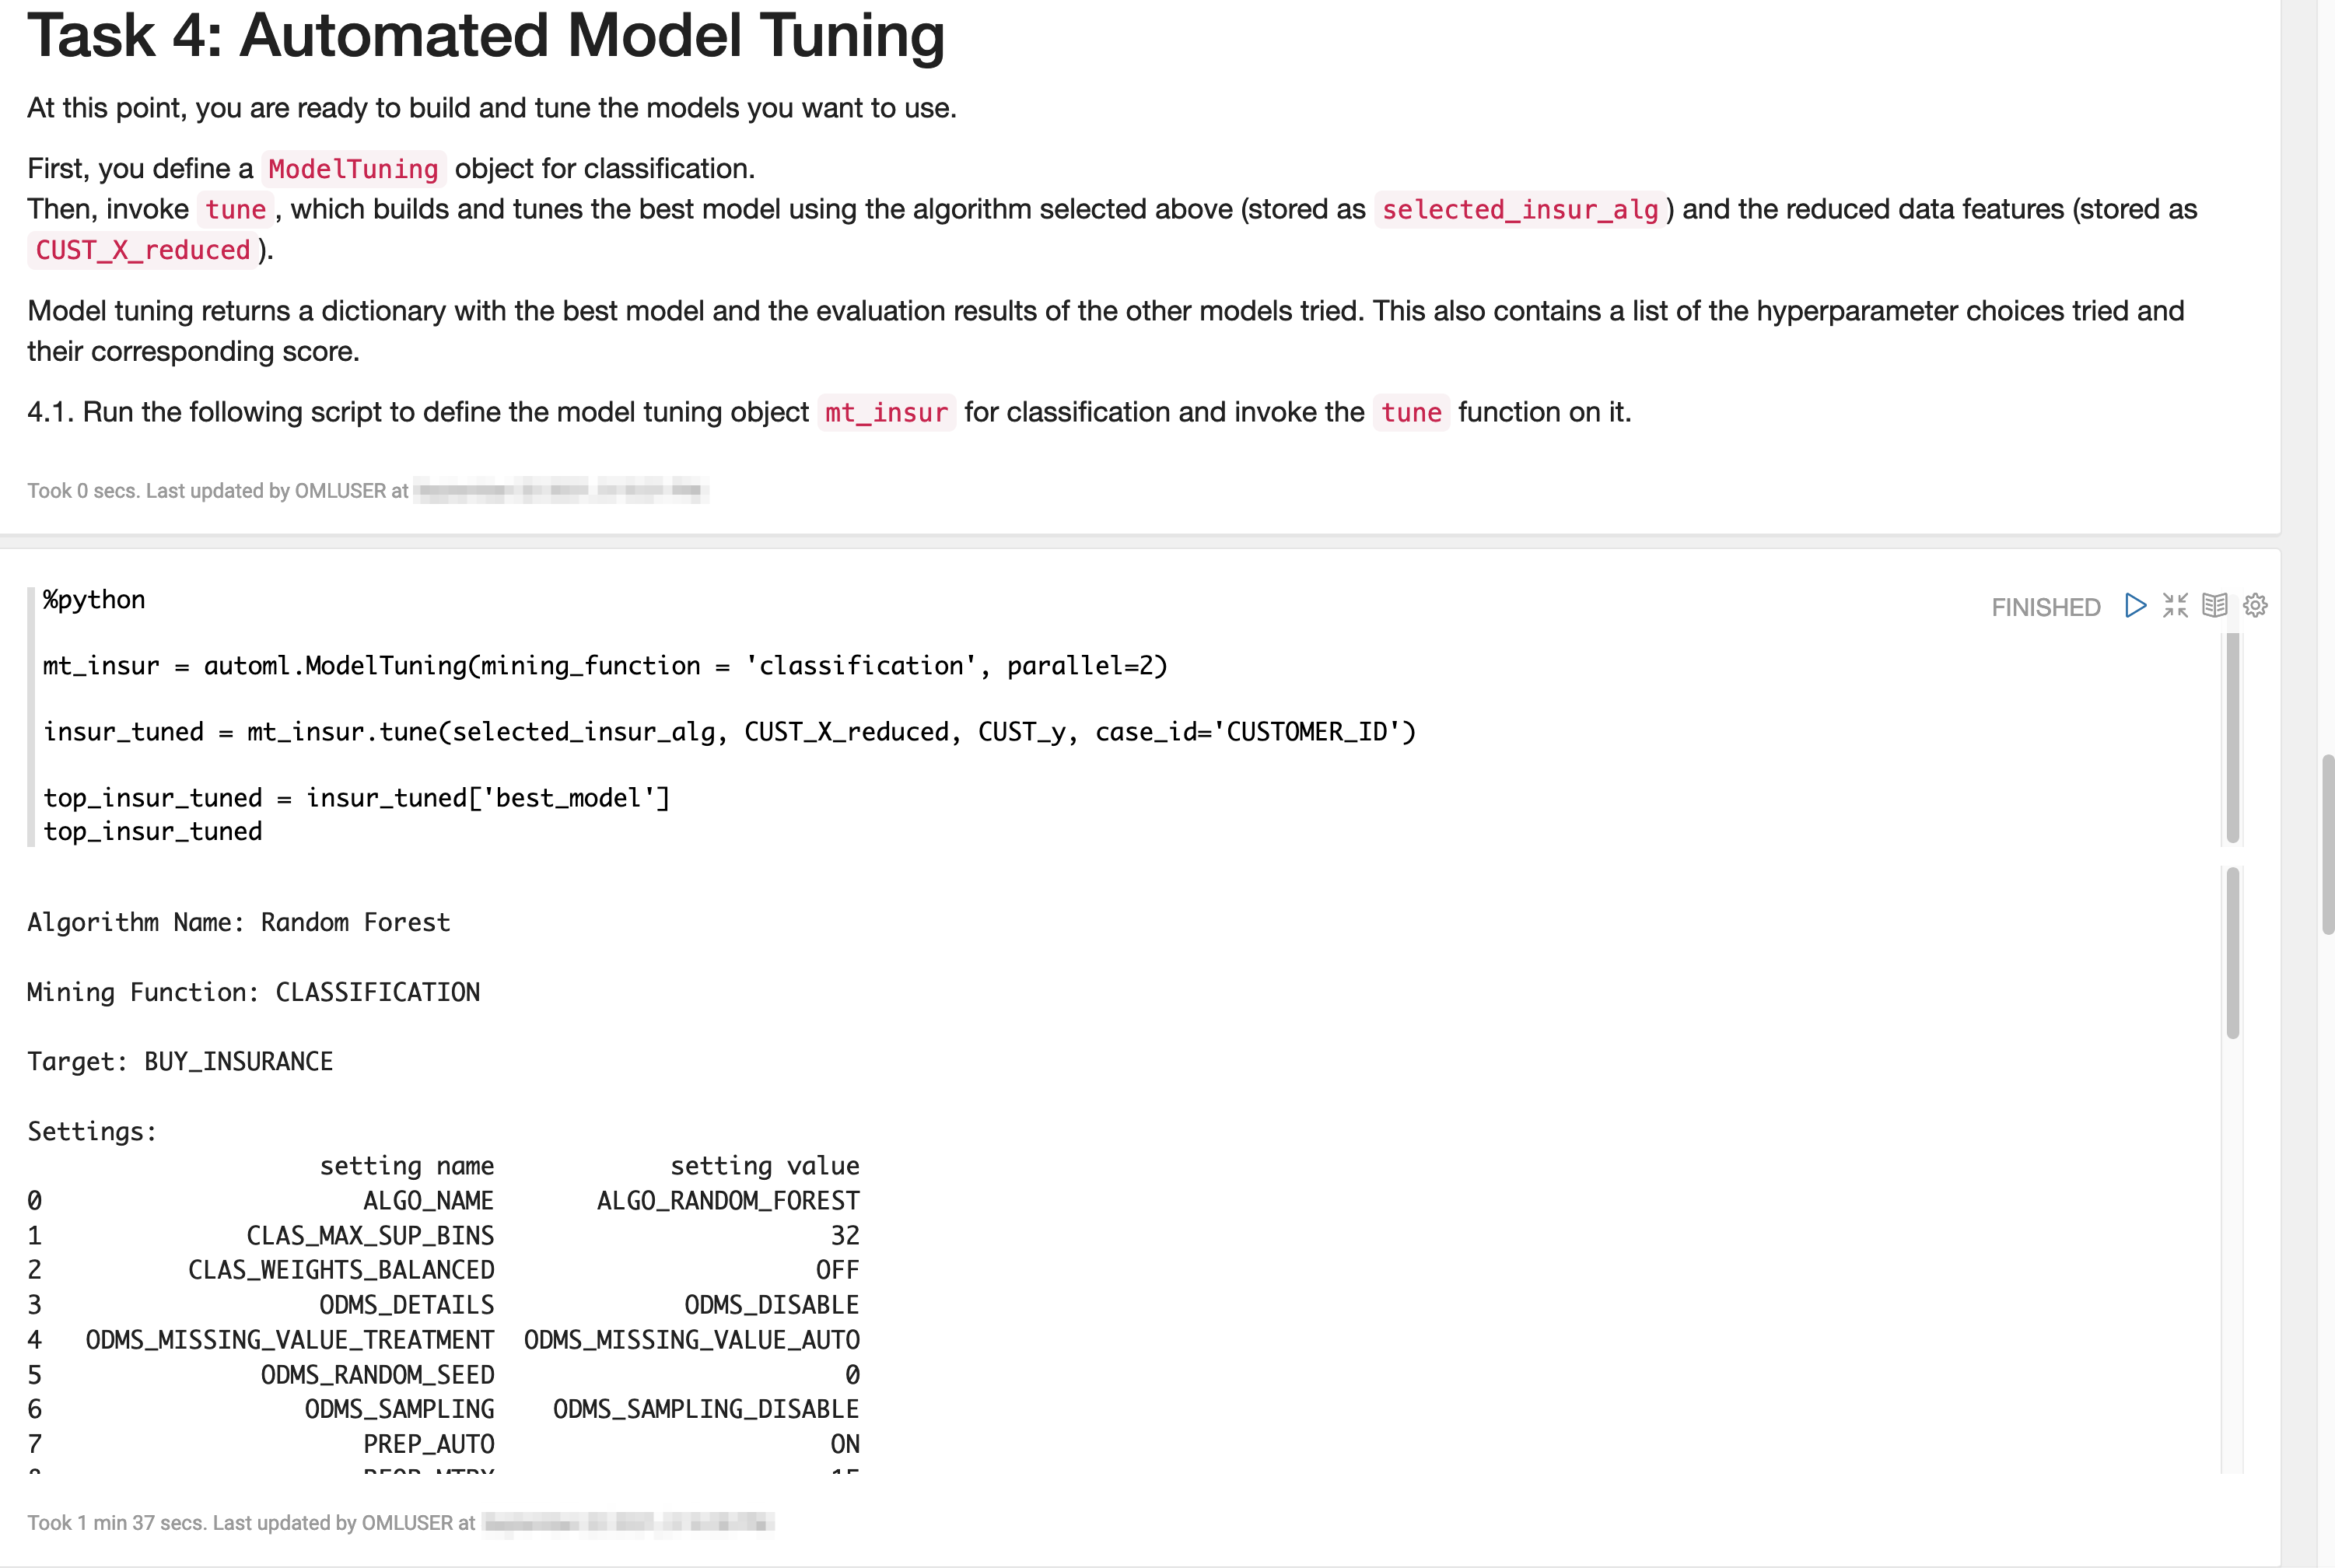 Task 4: Automated Model Tuning
At this point, you are ready to build and tune the models you want to use.
First, you define a ModelTuning object for classification.
Then, invoke tune , which builds and tunes the best model using the algorithm selected above (stored as selected_insur_alg ) and the reduced data features (stored as
CUST_X_reduced ).
Model tuning returns a dictionary with the best model and the evaluation results of the other models tried. This also contains a list of the hyperparameter choices tried and
their corresponding score.
4.1. Run the following script to define the model tuning object mt_insur for classification and invoke the tune function on it.
Took 0 secs. Last updated by OMLUSER at
%python
FINISHED
mt_insur = automl.ModelTuning(mining_function = 'classification', parallel=2)
insur_tuned = mt_insur.tune(selected_insur_alg, CUST_X_reduced, CUST_y, case_id='CUSTOMER_ID')
top_insur_tuned = insur_tuned['best_model']
top_insur_tuned
Algorithm Name: Random Forest
Mining Function: CLASSIFICATION
Target: BUY_INSURANCE
Settings:
setting name setting value
0 ALGO_NAME ALGO_RANDOM_FOREST
1 CLAS_MAX_SUP_BINS 32
2 CLAS_WEIGHTS_BALANCED OFF
3 ODMS_DETAILS ODMS_DISABLE
4 ODMS_MISSING_VALUE_TREATMENT ODMS_MISSING_VALUE_AUTO
5 ODMS_RANDOM_SEED 0
6 ODMS_SAMPLING ODMS_SAMPLING_DISABLE
7 PREP_AUTO ON
Took 1 min 37 secs. Last updated by OMLUSER at